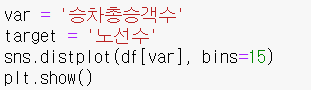 var = '승차총승객수'
target = '노선수'
sns.distplot(df[var], bins=15)
plt.show()